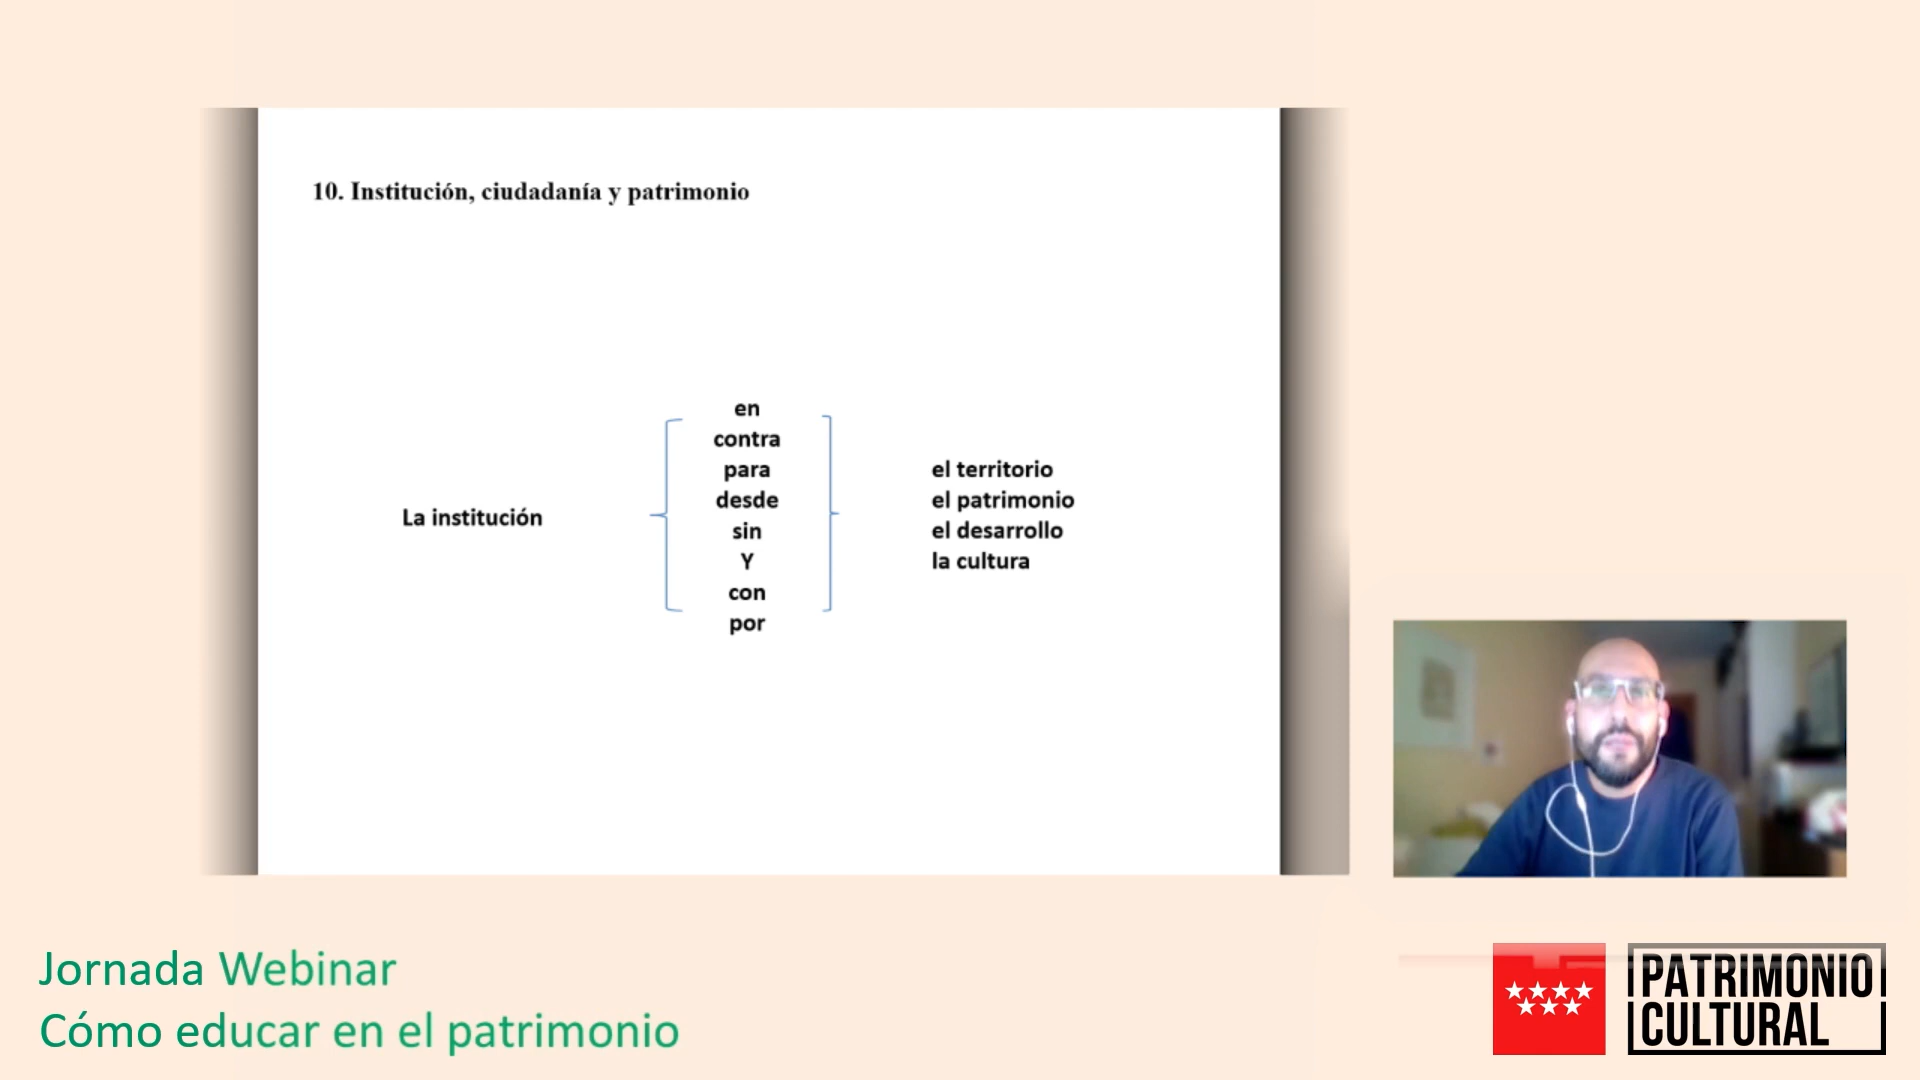 10. Institución, ciudadanía y patrimonio
La institución
en
contra
para
desde
sin
Y
con
por
el territorio
el patrimonio
el desarrollo
la cultura
Jornada Webinar
Cómo educar en el patrimonio
PATRIMONIO
CULTURAL